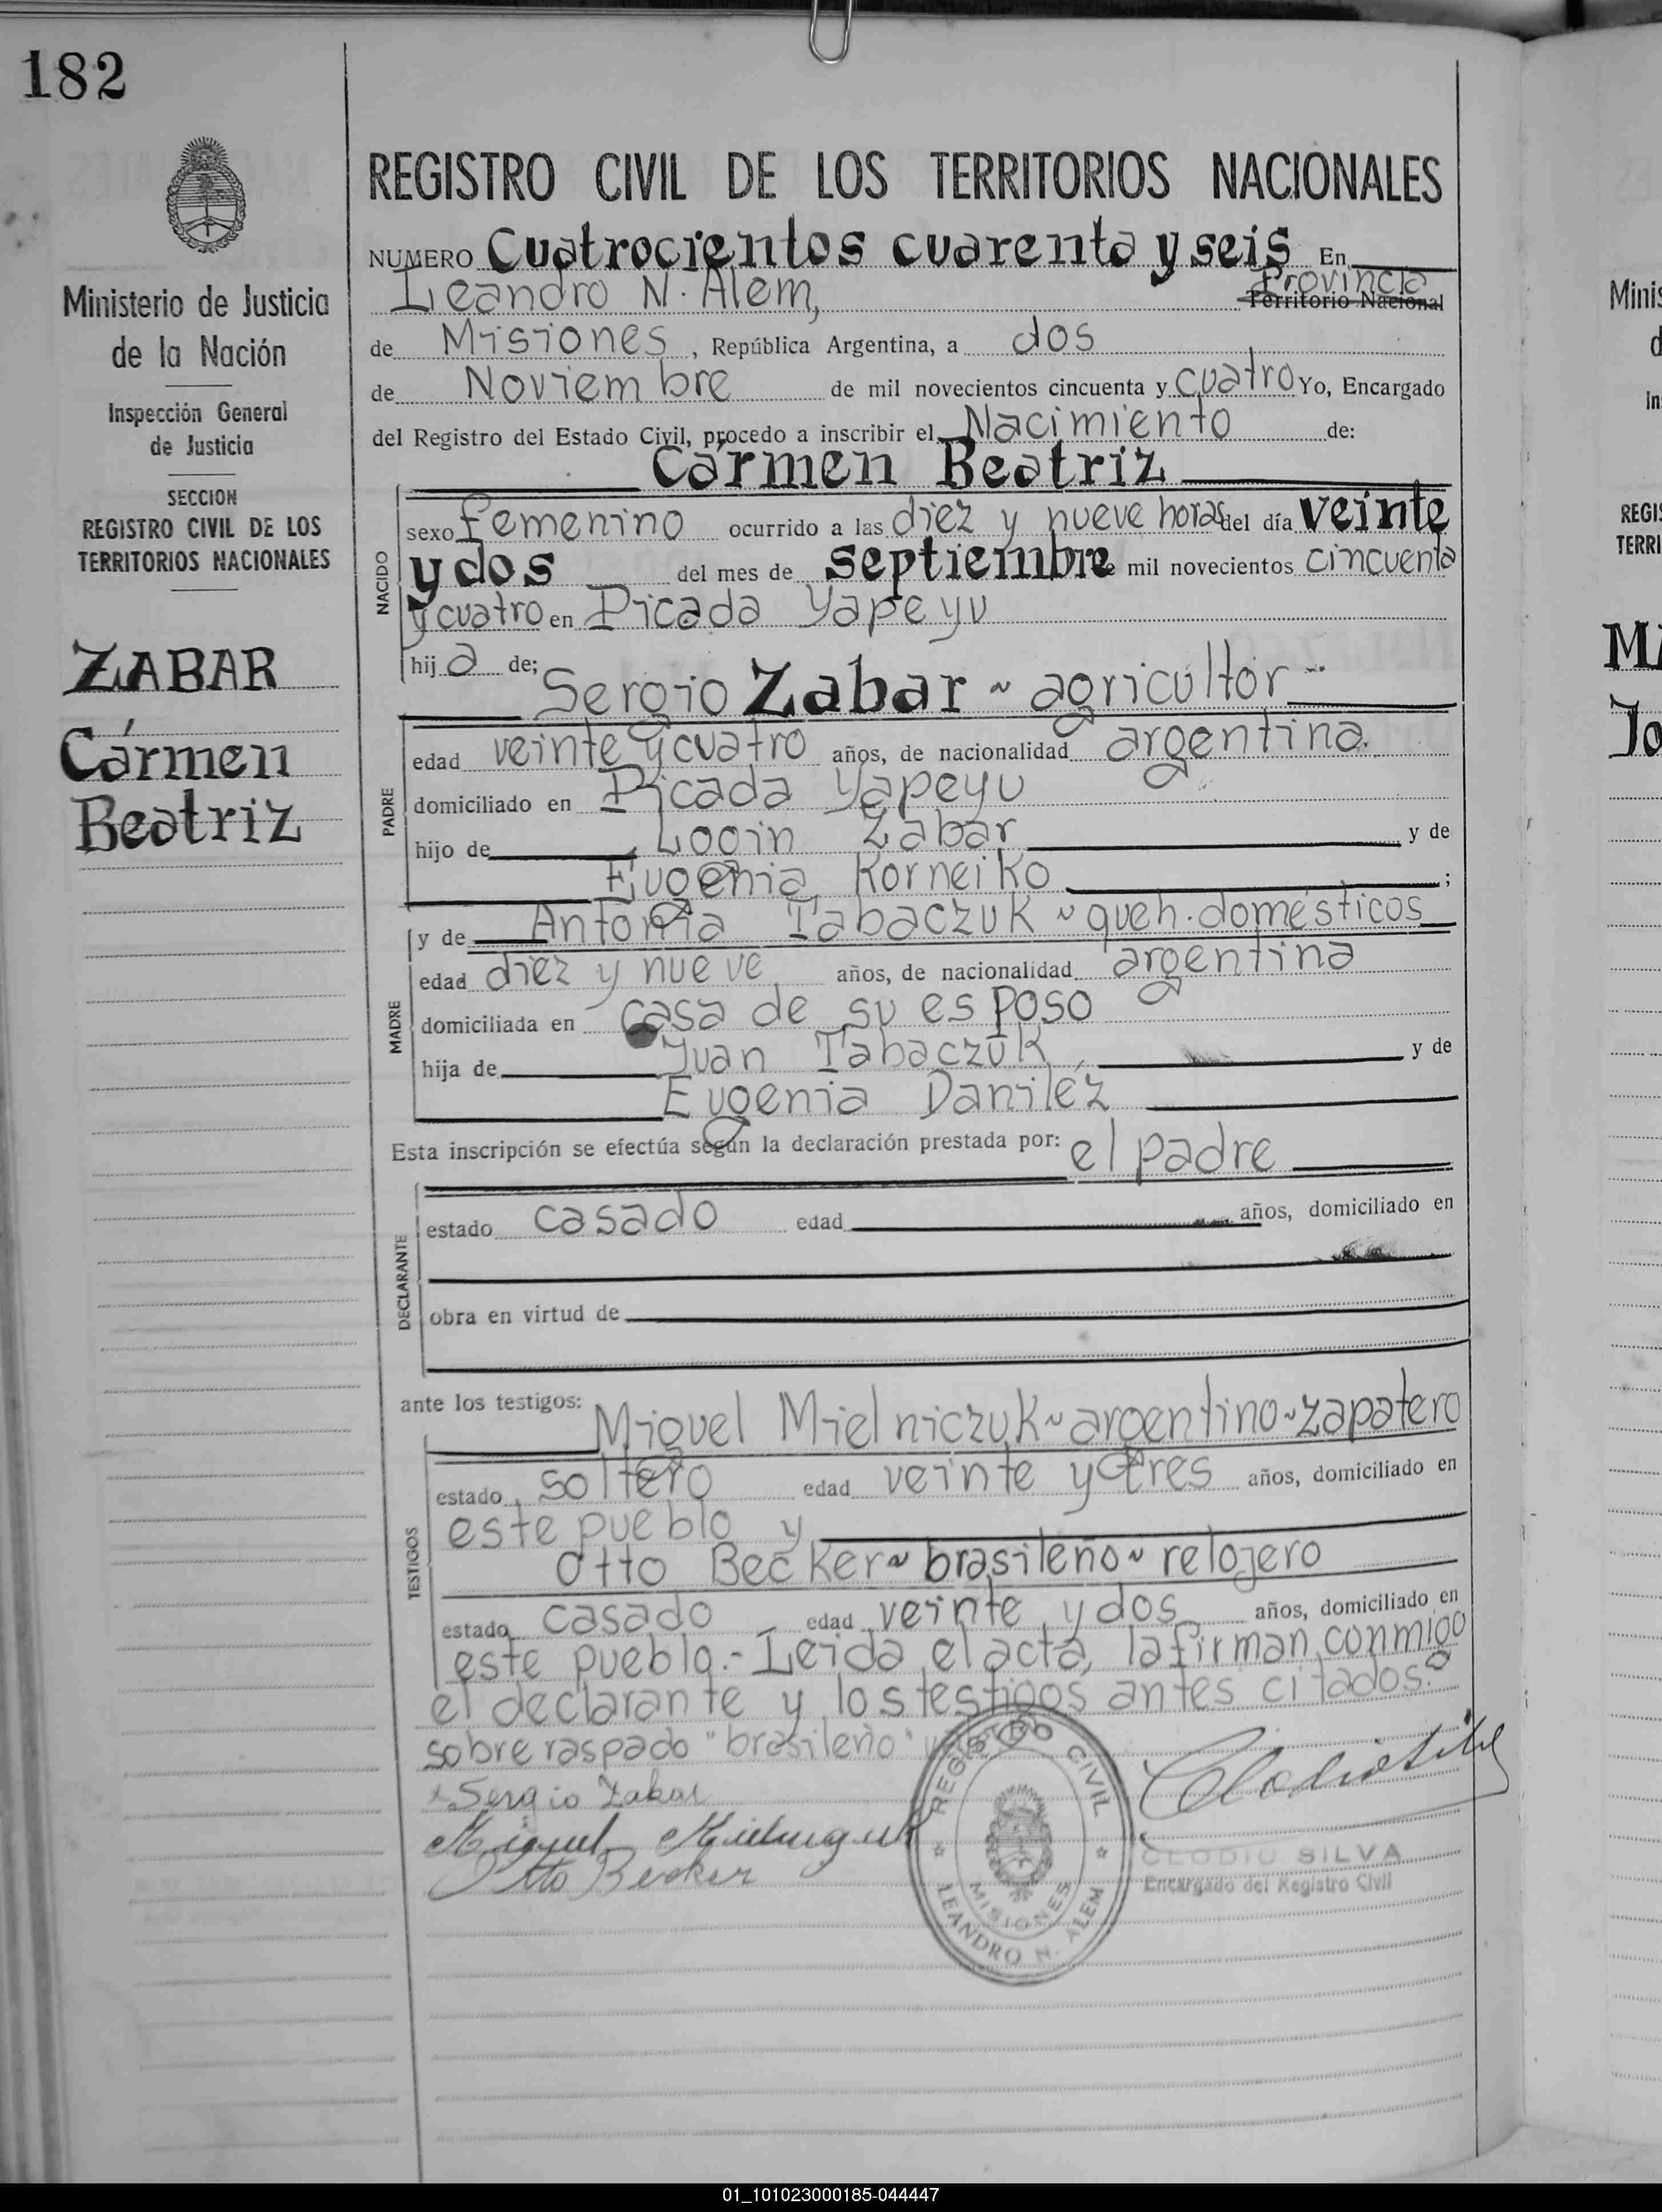 182
Ministerio de Justicia
de la Nación
Inspección General
de Justicia
SECCION
REGISTRO CIVIL DE LOS
TERRITORIOS NACIONALES
ZABAR
Cármen
Beatriz
REGISTRO CIVIL DE LOS TERRITORIOS NACIONALES
NUMERO Cuatrocientos cuarenta y seis En
Leandro N. Alem, Provincia
Territorio Nacional
de Misiones, República Argentina, a dos
de Noviembre de mil novecientos cincuenta y cuatro Yo, Encargado
del Registro del Estado Civil, procedo a inscribir el Nacimiento de:
Cármen Beatriz
NACIDO
sexo femenino ocurrido a las diez y nueve horas del día veinte
y dos del mes de septiembre mil novecientos cincuenta
y cuatro en Picada Yapeyu
hija de; Sergio Zabar ~ agricultor --
PADRE
edad veinte y cuatro años, de nacionalidad argentina.
domiciliado en Picada Yapeyu
hijo de Login Zabar y de
Eugenia Korneiko ;
MADRE
y de Antonia Tabaczuk ~ queh. domésticos
edad diez y nueve años, de nacionalidad argentina
domiciliada en casa de su esposo
hija de Juan Tabaczuk, y de
Eugenia Daniléz
Esta inscripción se efectúa según la declaración prestada por: el padre
DECLARANTE
estado casado edad años, domiciliado en
obra en virtud de
ante los testigos: Miguel Mielniczuk ~ argentino ~ zapatero
TESTIGOS
estado soltero edad veinte y tres años, domiciliado en
este pueblo y
Otto Becker ~ brasileño ~ relojero
estado casado edad veinte y dos años, domiciliado en
este pueblo.- Leida el acta, la firman conmigo
el declarante y los testigos antes citados.
sobre raspado "brasileño"
Sergio Zabar
Miguel
Otto Becker
REGISTRO CIVIL
MISIONES
LEANDRO N. ALEM
CLODIO SILVA
Encargado del Registro Civil
Minis
d
In
REGIS
TERRI
MA
Jo
01_101023000185-044447